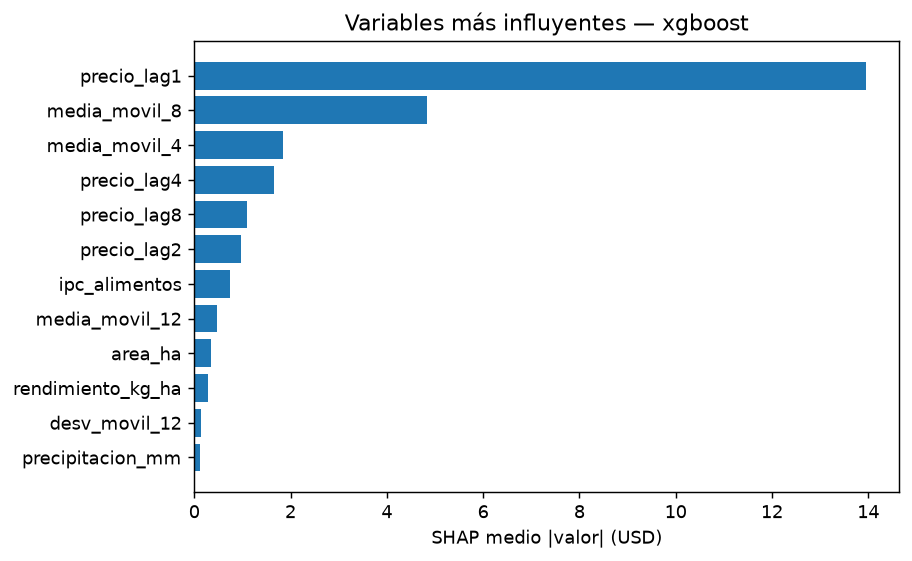 Variables más influyentes — xgboost
precio_lag1
media_movil_8
media_movil_4
precio_lag4
precio_lag8
precio_lag2
ipc_alimentos
media_movil_12
area_ha
rendimiento_kg_ha
desv_movil_12
precipitacion_mm
0 2 4 6 8 10 12 14
SHAP medio |valor| (USD)